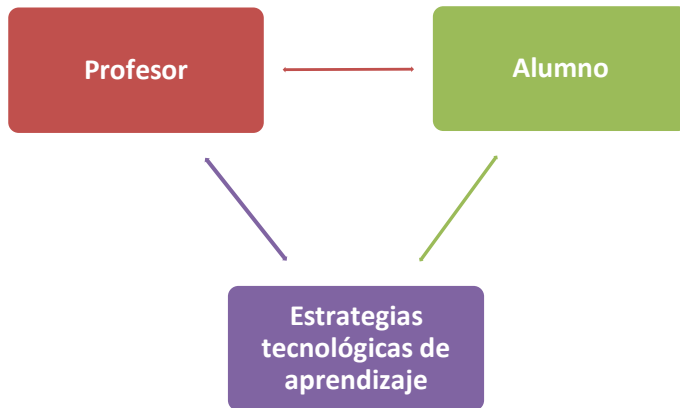 Profesor
Alumno
Estrategias
tecnológicas de
aprendizaje